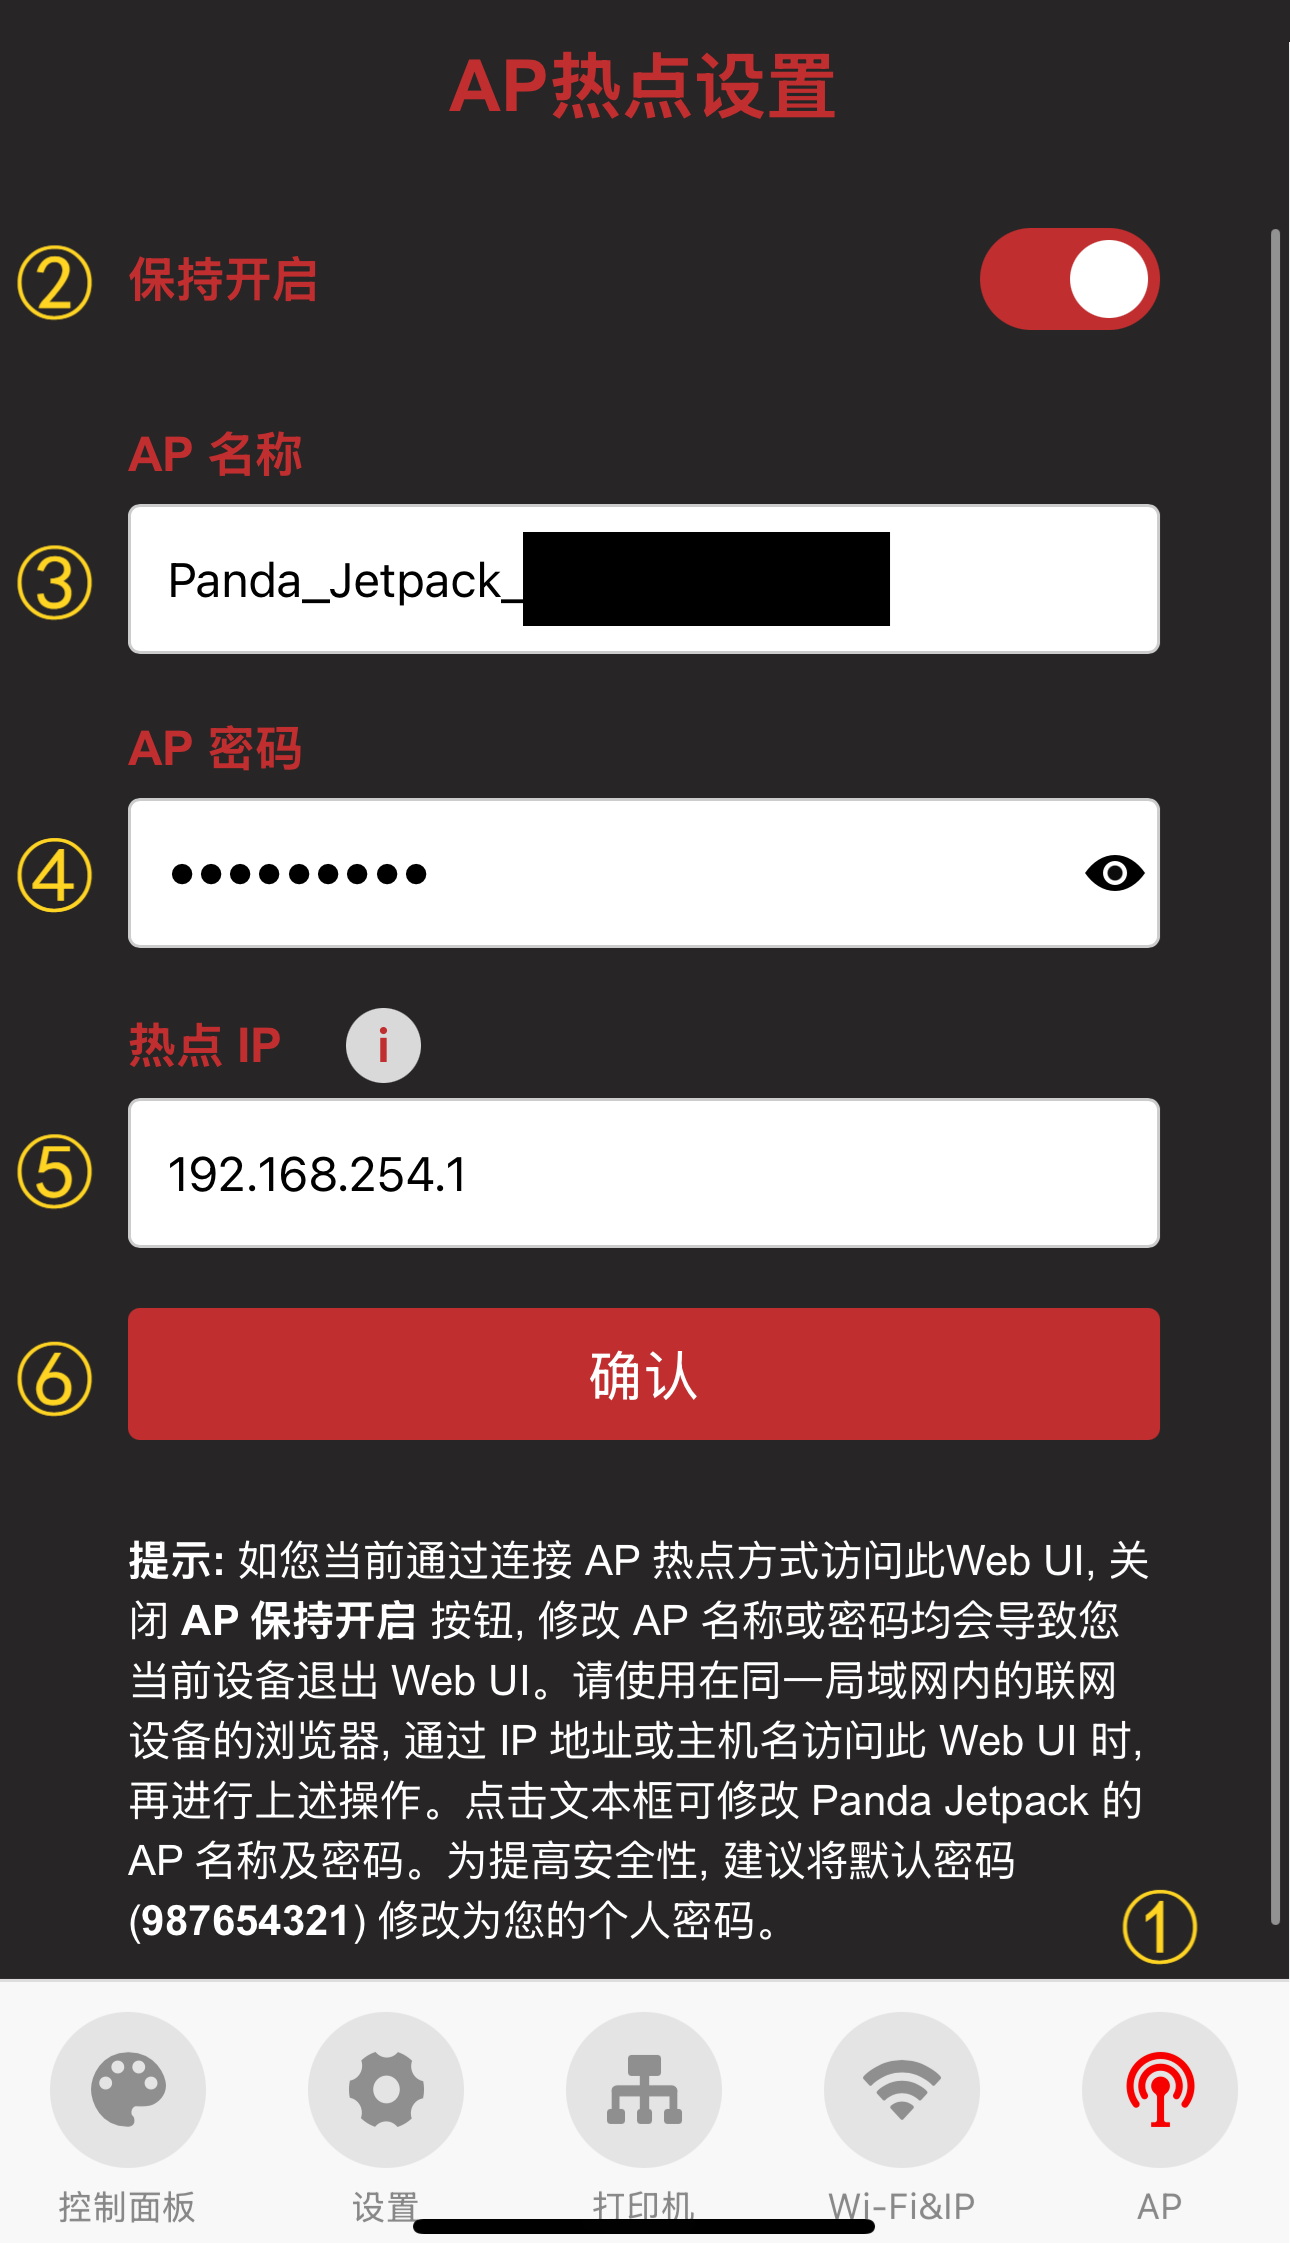 AP热点设置
② 保持开启
AP 名称
③ Panda_Jetpack_
AP 密码
④ •••••••••
热点 IP i
⑤ 192.168.254.1
⑥ 确认
提示: 如您当前通过连接 AP 热点方式访问此Web UI, 关
闭 AP 保持开启 按钮, 修改 AP 名称或密码均会导致您
当前设备退出 Web UI。请使用在同一局域网内的联网
设备的浏览器, 通过 IP 地址或主机名访问此 Web UI 时,
再进行上述操作。点击文本框可修改 Panda Jetpack 的
AP 名称及密码。为提高安全性, 建议将默认密码
(987654321) 修改为您的个人密码。
①
控制面板 设置 打印机 Wi-Fi&IP AP